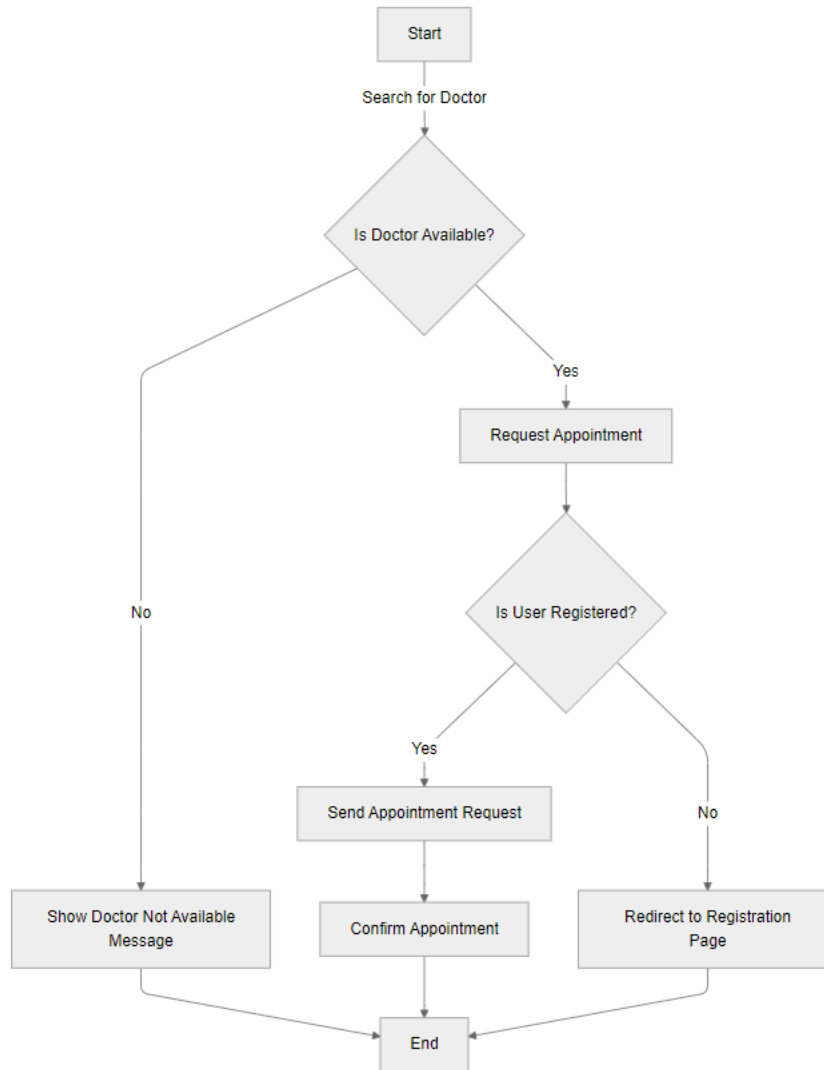 Start
Search for Doctor
Is Doctor Available?
Yes
Request Appointment
No
Is User Registered?
Yes
Send Appointment Request
No
Show Doctor Not Available
Message
Confirm Appointment
Redirect to Registration
Page
End